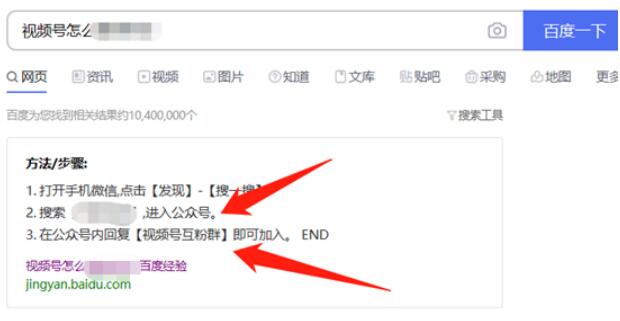 视频号怎么
百度一下
网页 资讯 视频 图片 知道 文库 贴吧 采购 地图 更多
百度为您找到相关结果约10,400,000个
搜索工具
方法/步骤:
1. 打开手机微信,点击【发现】-【搜一搜】
2. 搜索 ,进入公众号。
3. 在公众号内回复【视频号互粉群】即可加入。 END
视频号怎么 百度经验
jingyan.baidu.com